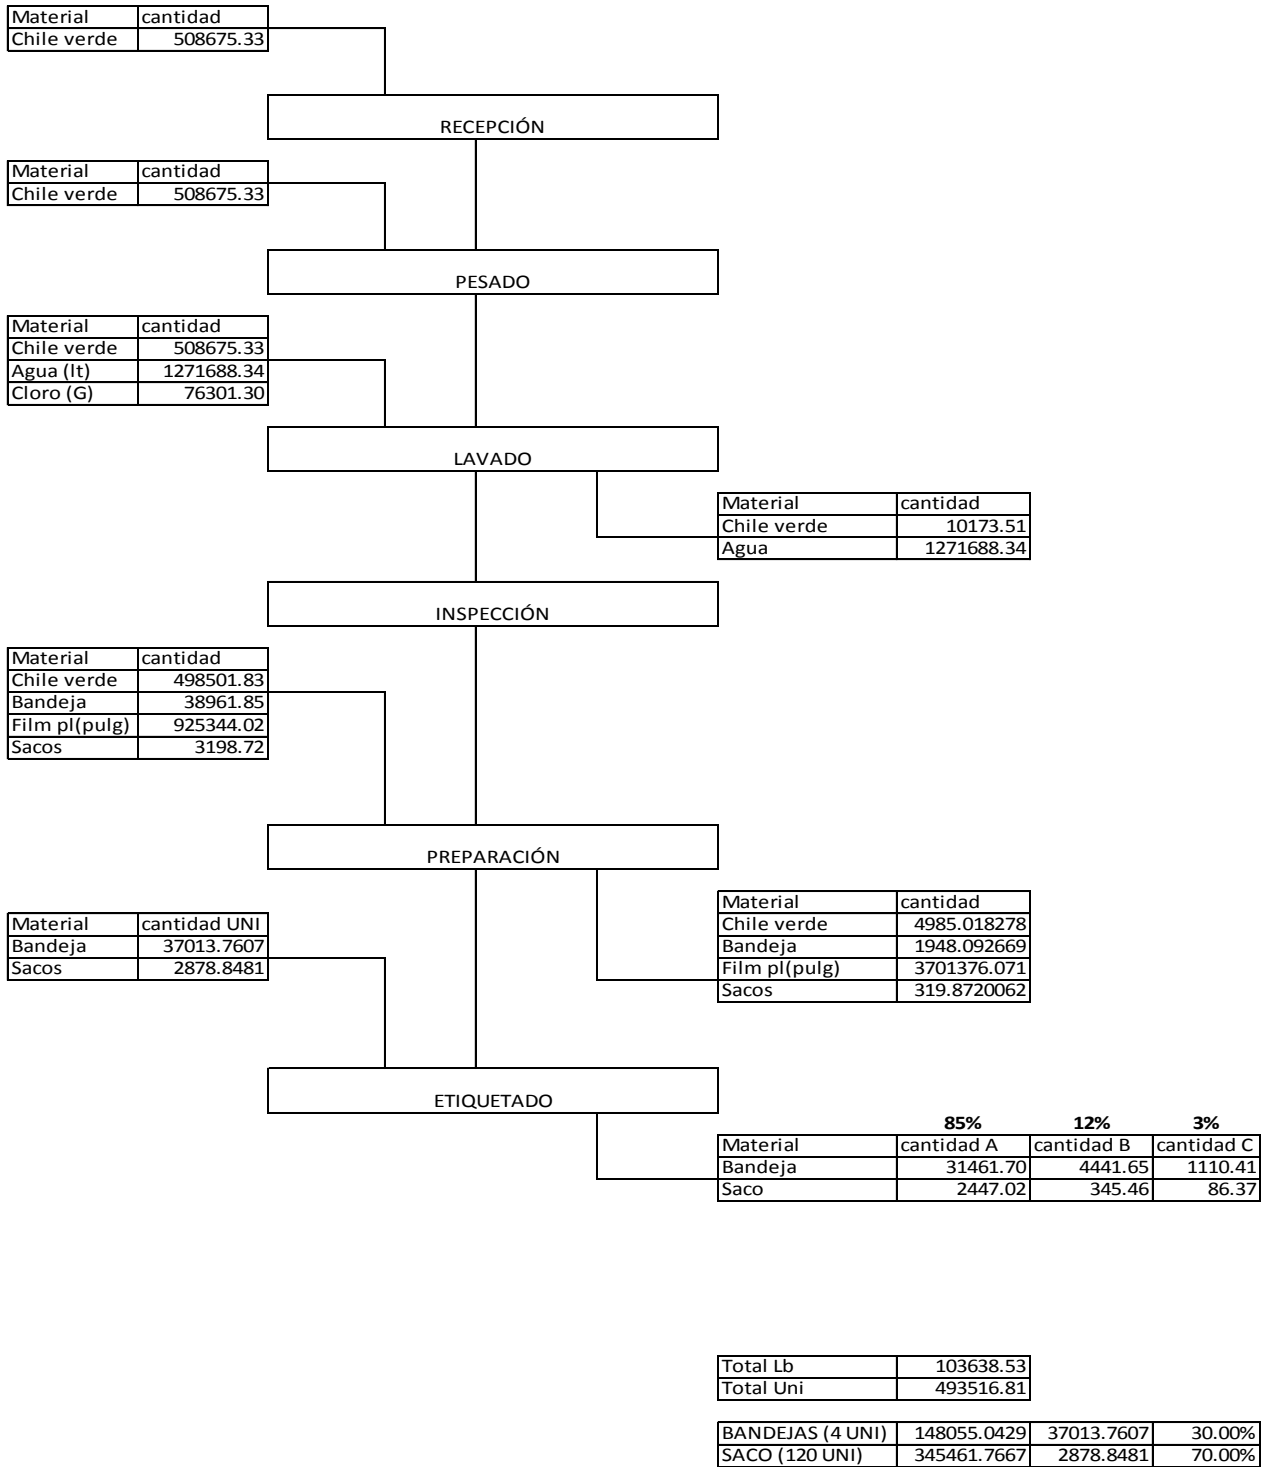 Material cantidad
Chile verde 508675.33
RECEPCIÓN
Material cantidad
Chile verde 508675.33
PESADO
Material cantidad
Chile verde 508675.33
Agua (lt) 1271688.34
Cloro (G) 76301.30
LAVADO
Material cantidad
Chile verde 10173.51
Agua 1271688.34
INSPECCIÓN
Material cantidad
Chile verde 498501.83
Bandeja 38961.85
Film pl(pulg) 925344.02
Sacos 3198.72
PREPARACIÓN
Material cantidad
Chile verde 4985.018278
Bandeja 1948.092669
Film pl(pulg) 3701376.071
Sacos 319.8720062
Material cantidad UNI
Bandeja 37013.7607
Sacos 2878.8481
ETIQUETADO
85% 12% 3%
Material cantidad A cantidad B cantidad C
Bandeja 31461.70 4441.65 1110.41
Saco 2447.02 345.46 86.37
Total Lb 103638.53
Total Uni 493516.81
BANDEJAS (4 UNI) 148055.0429 37013.7607 30.00%
SACO (120 UNI) 345461.7667 2878.8481 70.00%